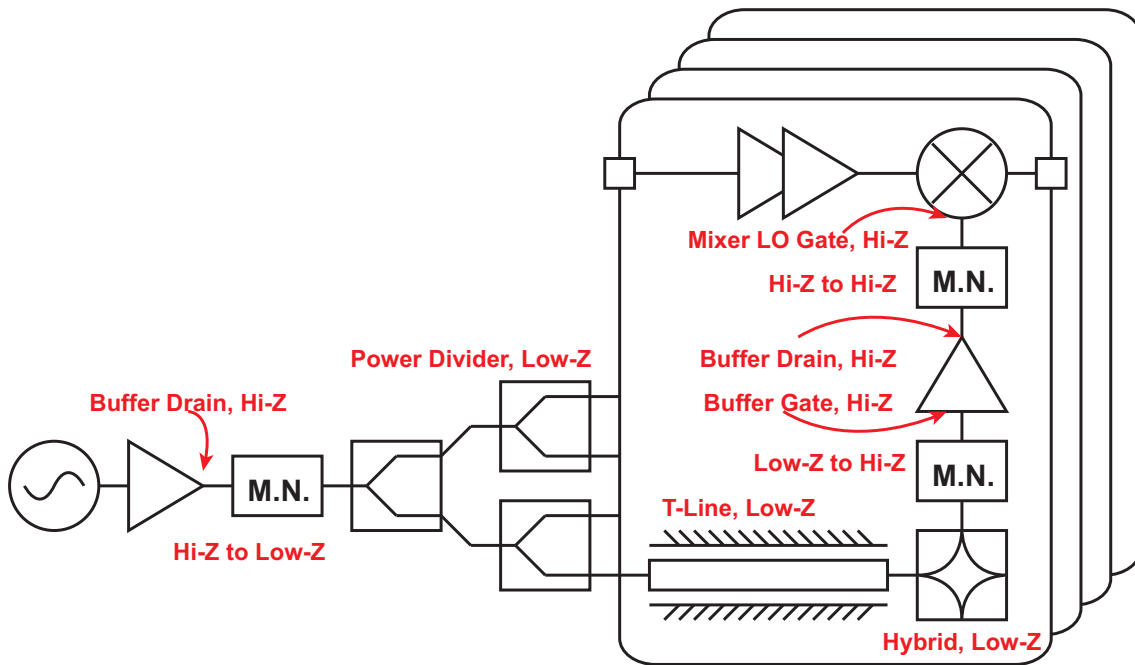 Mixer LO Gate, Hi-Z
Hi-Z to Hi-Z
M.N.
Power Divider, Low-Z
Buffer Drain, Hi-Z
Buffer Drain, Hi-Z
Buffer Gate, Hi-Z
Low-Z to Hi-Z
M.N.
M.N.
T-Line, Low-Z
Hi-Z to Low-Z
Hybrid, Low-Z